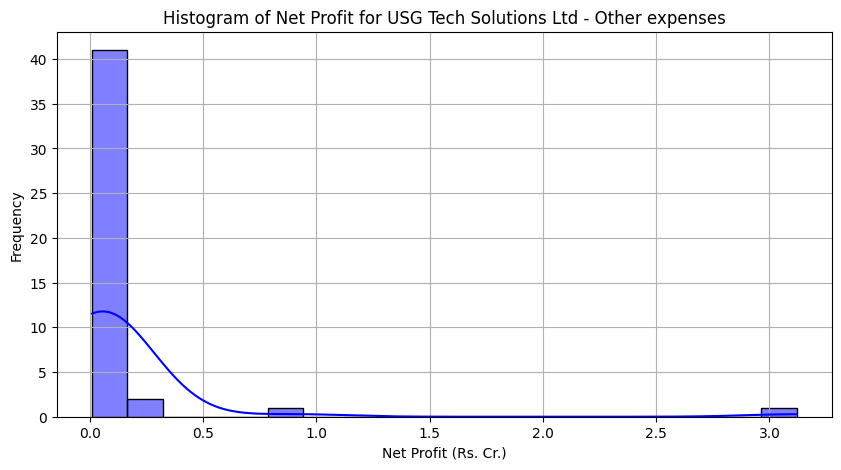 Histogram of Net Profit for USG Tech Solutions Ltd - Other expenses
40
35
30
25
20
15
10
5
0
Frequency
0.0 0.5 1.0 1.5 2.0 2.5 3.0
Net Profit (Rs. Cr.)